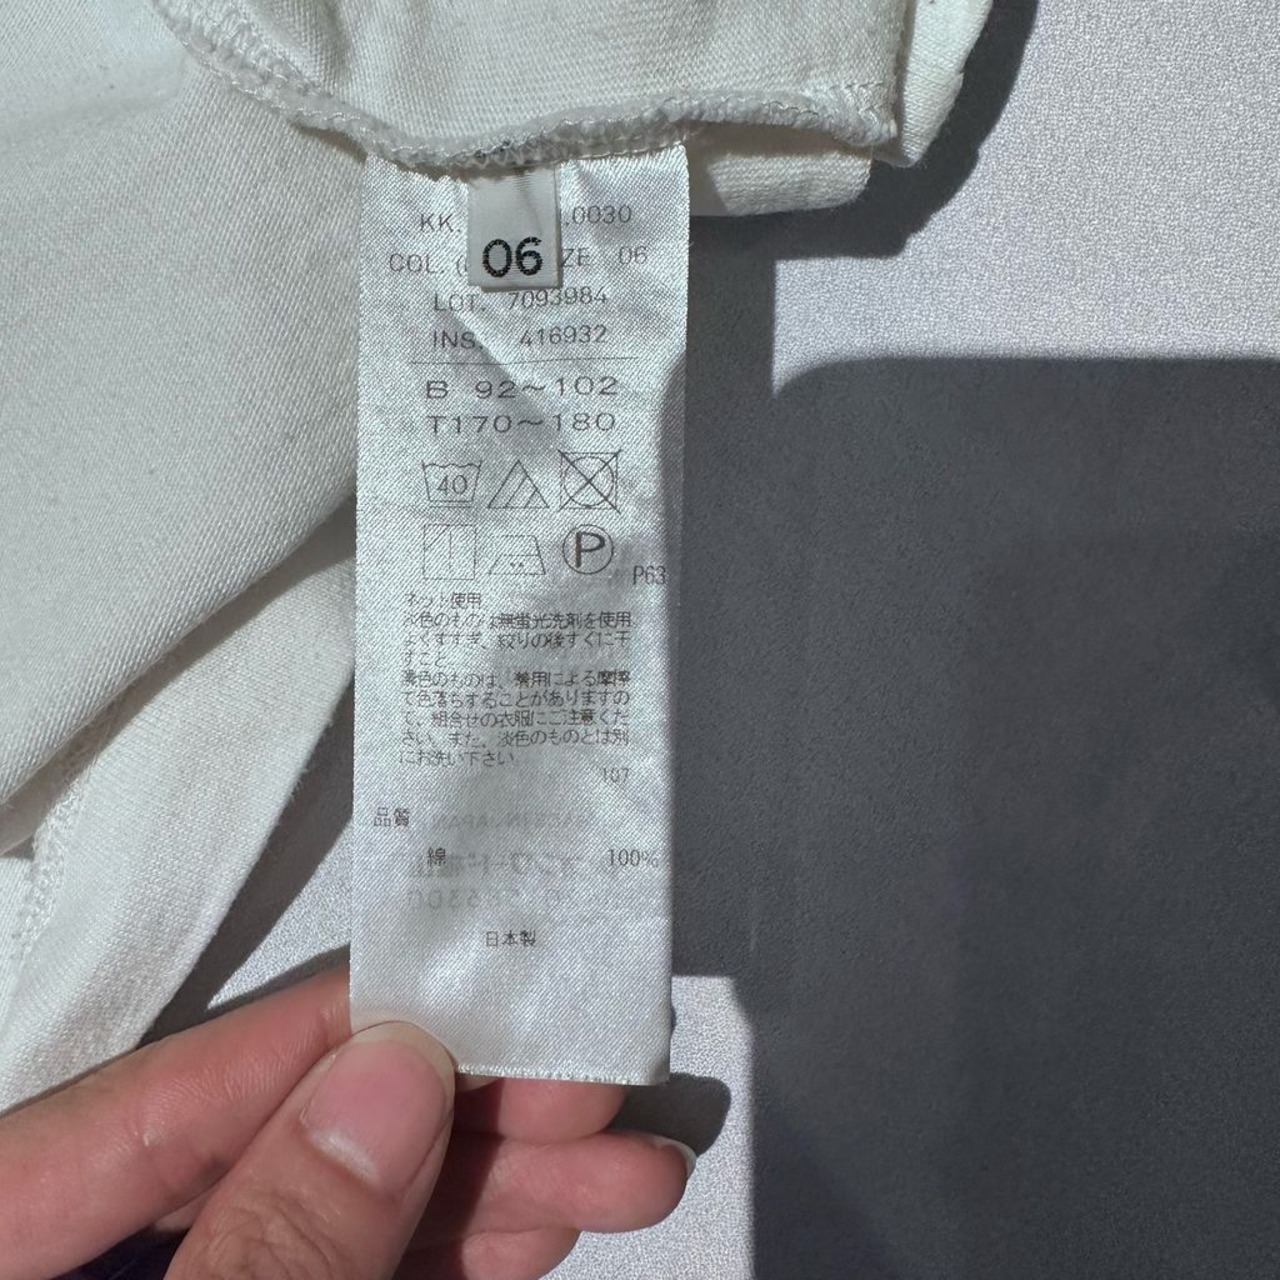 KK. .0030
06
COL. ZE 06
LOT. 7093984
INS. 416932
B 92～102
T170～180
40
P
P63
ネット使用
淡色のものは無蛍光洗剤を使用
よくすすぎ、絞りの後すぐに干
すこと
濃色のものは、着用による摩擦
で色落ちすることがありますの
で、組合せの衣服にご注意くだ
さい。また、淡色のものとは別
にお洗い下さい
107
品質
綿 100%
日本製
MADE IN JAPAN